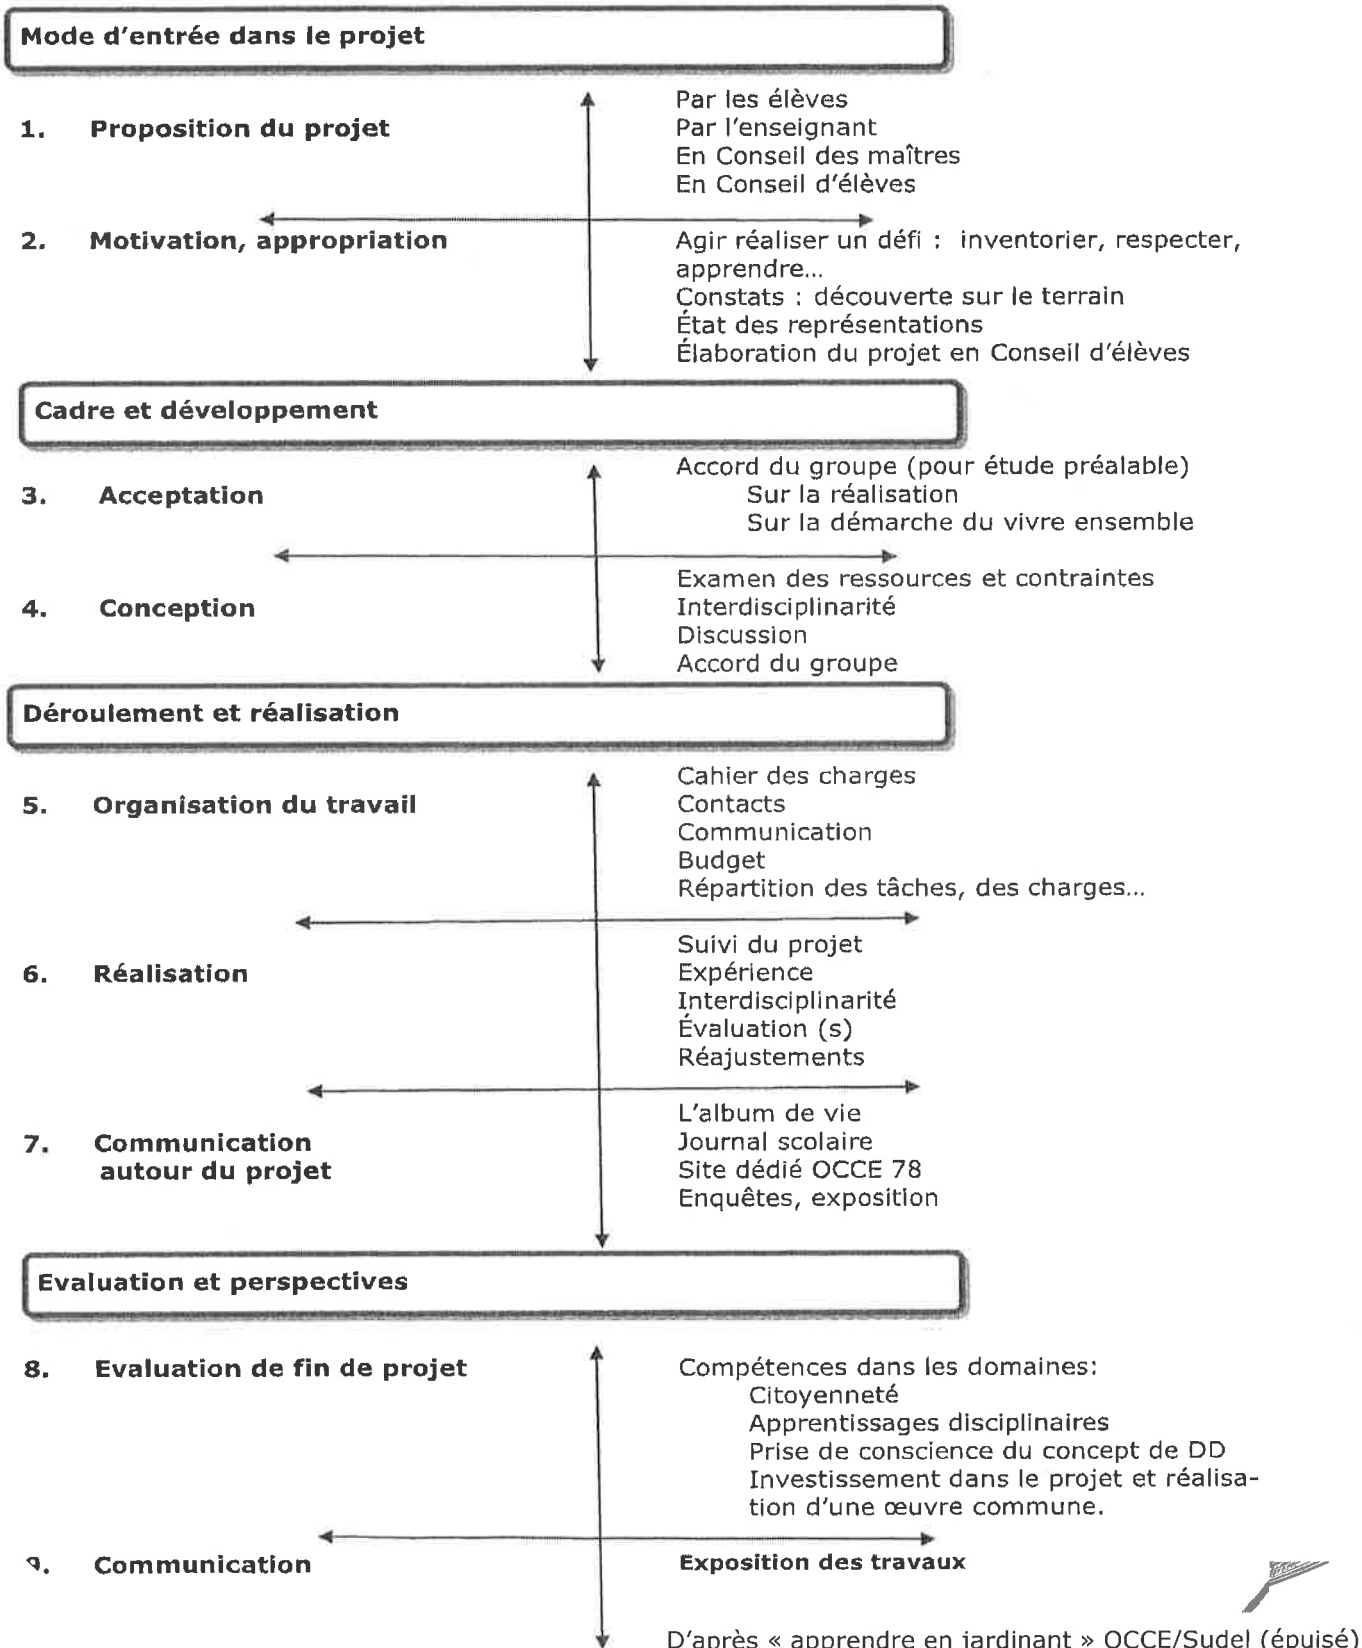 Mode d'entrée dans le projet
Par les élèves
1. Proposition du projet
Par l'enseignant
En Conseil des maîtres
En Conseil d'élèves
2. Motivation, appropriation
Agir réaliser un défi : inventorier, respecter,
apprendre...
Constats : découverte sur le terrain
État des représentations
Élaboration du projet en Conseil d'élèves
Cadre et développement
Accord du groupe (pour étude préalable)
3. Acceptation
Sur la réalisation
Sur la démarche du vivre ensemble
Examen des ressources et contraintes
4. Conception
Interdisciplinarité
Discussion
Accord du groupe
Déroulement et réalisation
Cahier des charges
5. Organisation du travail
Contacts
Communication
Budget
Répartition des tâches, des charges...
Suivi du projet
6. Réalisation
Expérience
Interdisciplinarité
Évaluation (s)
Réajustements
L'album de vie
7. Communication
autour du projet
Journal scolaire
Site dédié OCCE 78
Enquêtes, exposition
Evaluation et perspectives
8. Evaluation de fin de projet
Compétences dans les domaines:
Citoyenneté
Apprentissages disciplinaires
Prise de conscience du concept de DD
Investissement dans le projet et réalisa-
tion d'une œuvre commune.
9. Communication
Exposition des travaux
D'après « apprendre en jardinant » OCCE/Sudel (épuisé)